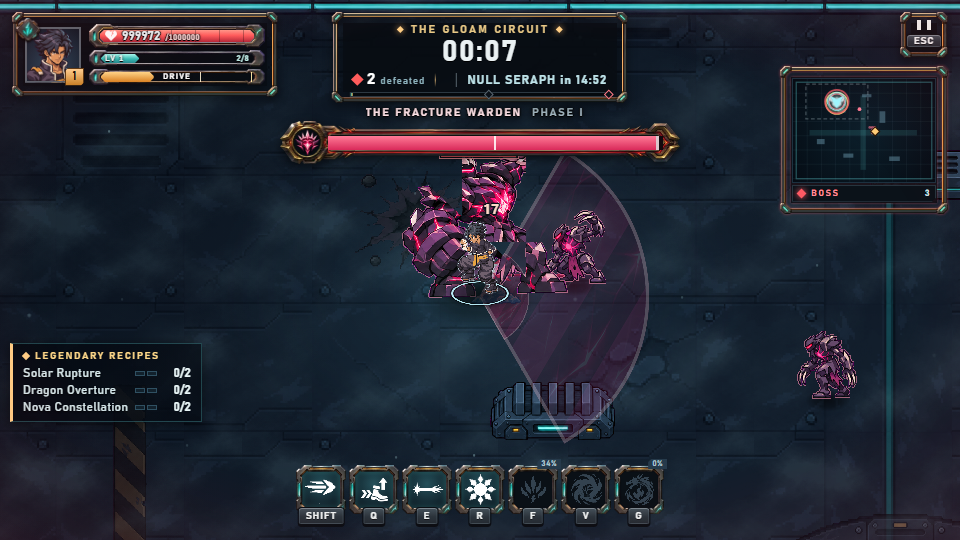 THE GLOAM CIRCUIT
00:07
2 defeated
NULL SERAPH in 14:52
999972 /1000000
LV 1
2/8
1
DRIVE
ESC
THE FRACTURE WARDEN PHASE I
BOSS 3
17
LEGENDARY RECIPES
Solar Rupture 0/2
Dragon Overture 0/2
Nova Constellation 0/2
34% 0%
SHIFT Q E R F V G